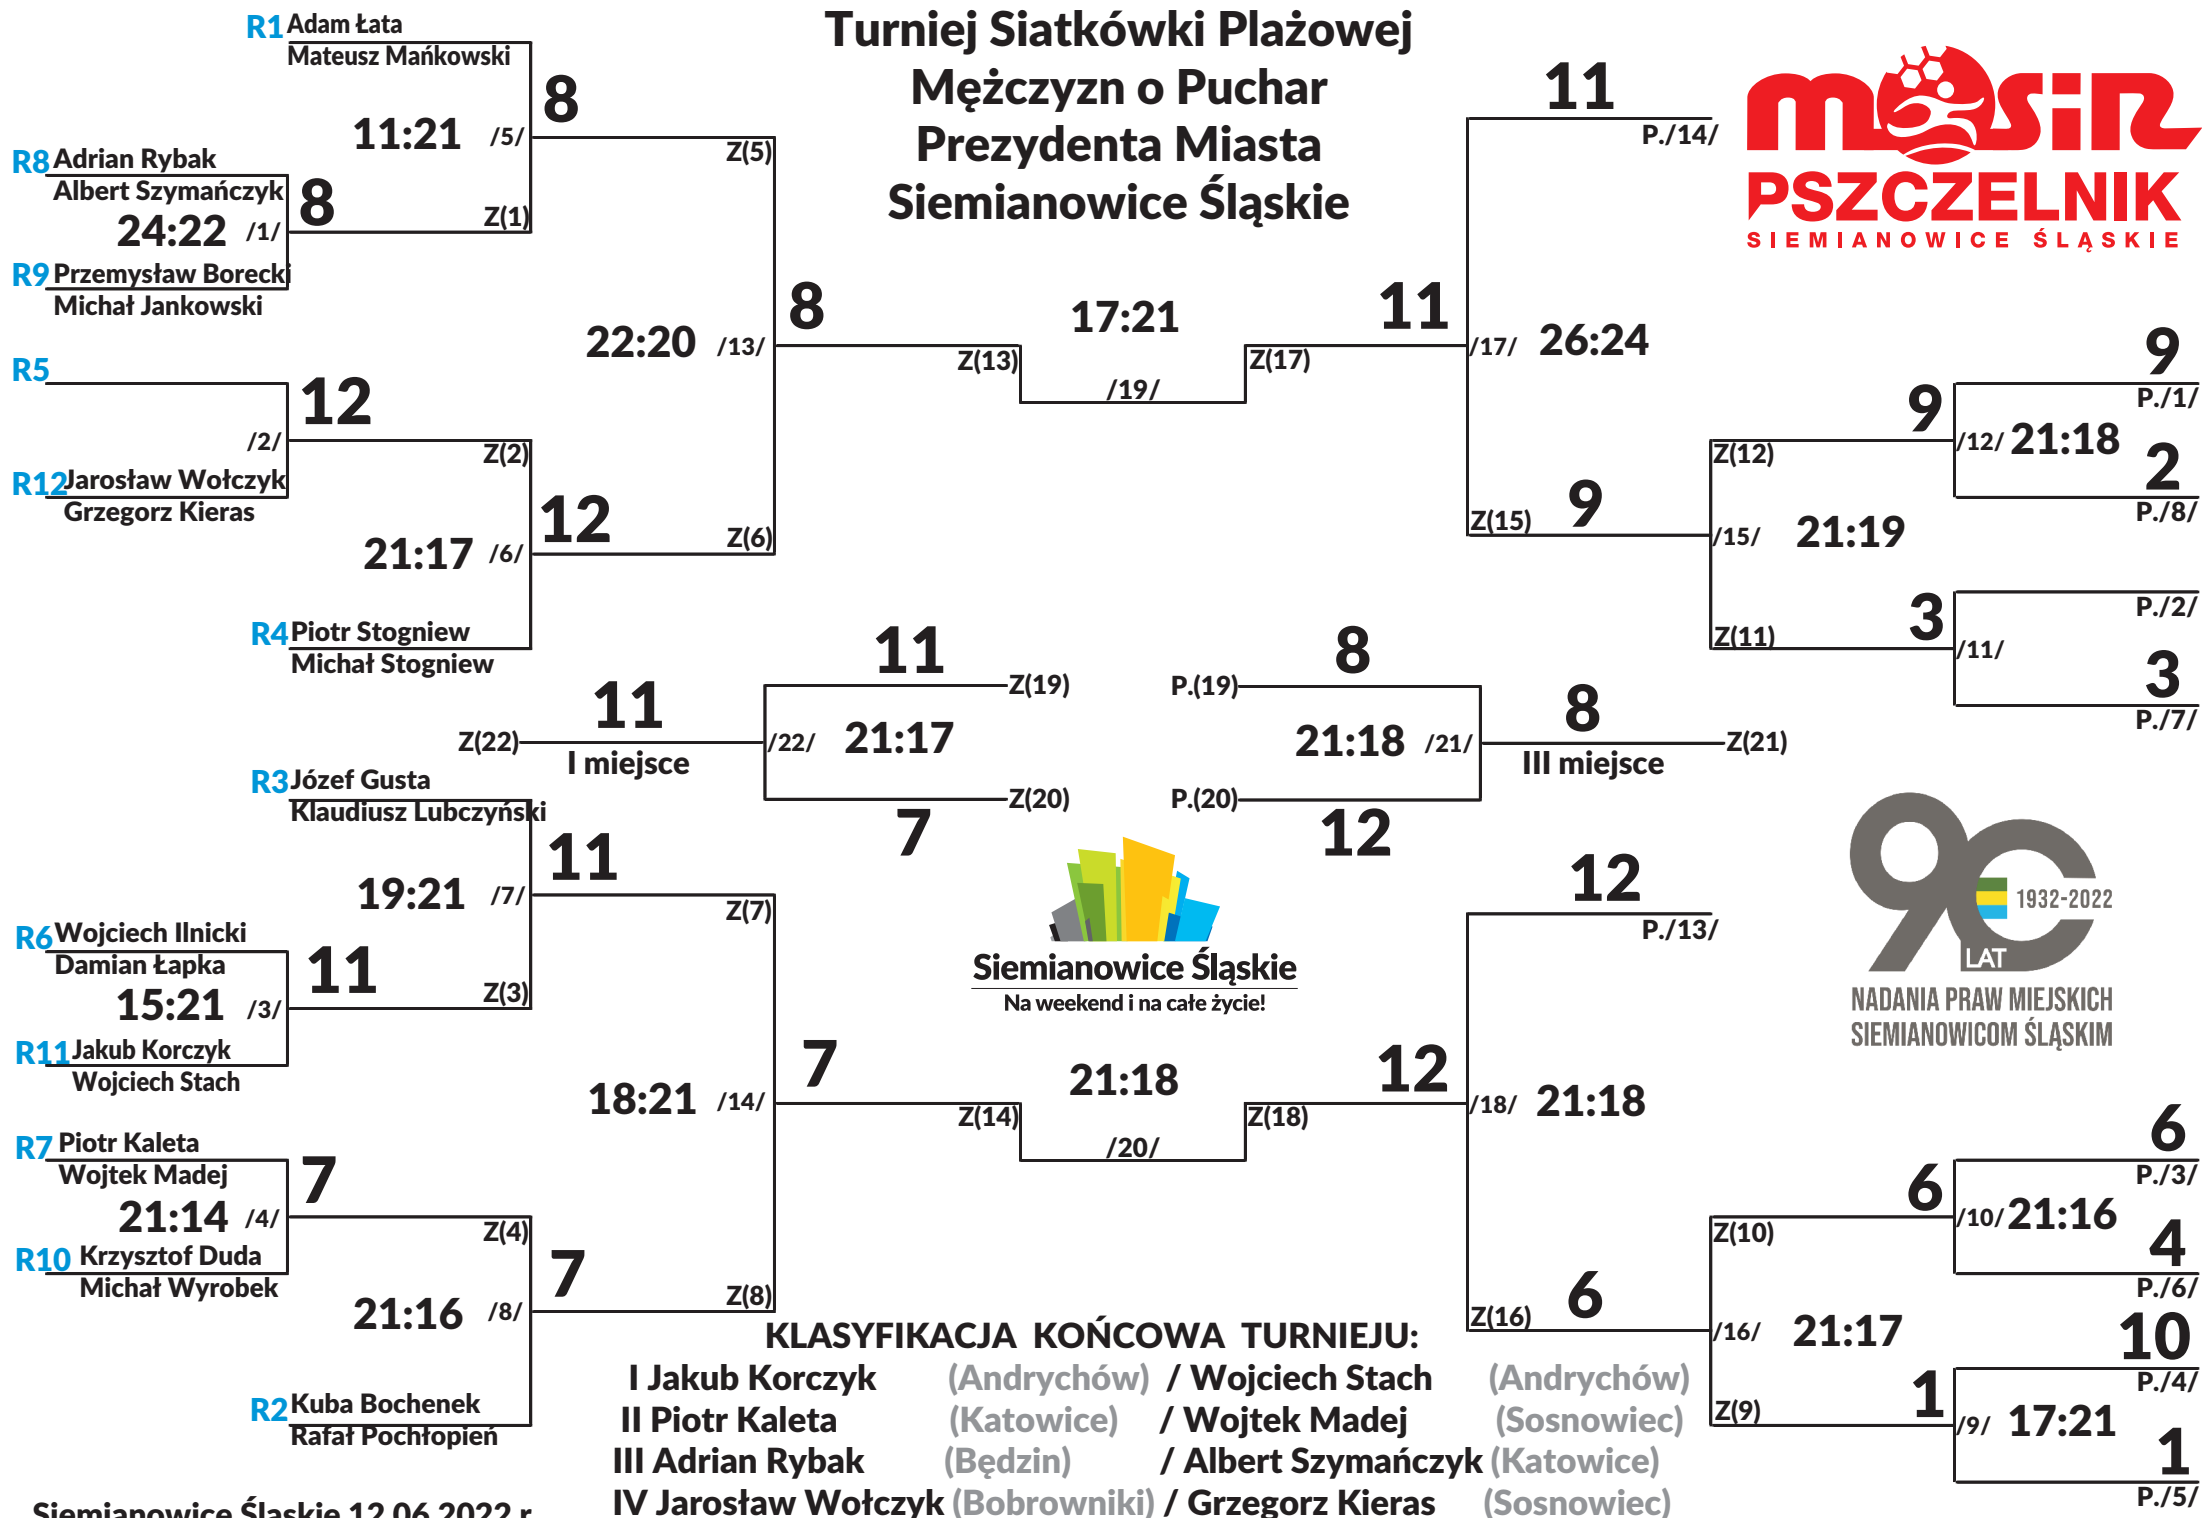 Turniej Siatkówki Plażowej
Mężczyzn o Puchar
Prezydenta Miasta
Siemianowice Śląskie
mosir
PSZCZELNIK
SIEMIANOWICE ŚLĄSKIE
R1 Adam Łata
Mateusz Mańkowski
8
11:21 /5/
Z(5)
R8 Adrian Rybak
Albert Szymańczyk
8
24:22 /1/
Z(1)
R9 Przemysław Borecki
Michał Jankowski
22:20 /13/
8
Z(13)
R5
12
/2/
Z(2)
R12 Jarosław Wołczyk
Grzegorz Kieras
12
21:17 /6/
Z(6)
R4 Piotr Stogniew
Michał Stogniew
17:21
/19/
11
Z(17)
11
P./14/
/17/ 26:24
Z(15) 9
9
P./1/
9
Z(12)
/12/ 21:18
2
P./8/
/15/ 21:19
P./2/
3
Z(11)
/11/
3
P./7/
11
Z(19)
11
Z(22)
I miejsce
/22/ 21:17
Z(20)
7
8
P.(19)
21:18 /21/
8
III miejsce
Z(21)
P.(20)
12
R3 Józef Gusta
Klaudiusz Lubczyński
11
19:21 /7/
Z(7)
R6 Wojciech Ilnicki
Damian Łapka
11
15:21 /3/
Z(3)
R11 Jakub Korczyk
Wojciech Stach
18:21 /14/
7
Z(14)
R7 Piotr Kaleta
Wojtek Madej
7
21:14 /4/
Z(4)
R10 Krzysztof Duda
Michał Wyrobek
7
21:16 /8/
Z(8)
R2 Kuba Bochenek
Rafał Pochłopień
Siemianowice Śląskie
Na weekend i na całe życie!
21:18
/20/
12
Z(18)
12
P./13/
/18/ 21:18
Z(16) 6
90
1932-2022
LAT
NADANIA PRAW MIEJSKICH
SIEMIANOWICOM ŚLĄSKIM
6
P./3/
6
Z(10)
/10/ 21:16
4
P./6/
/16/ 21:17
10
P./4/
1
Z(9)
/9/ 17:21
1
P./5/
KLASYFIKACJA KOŃCOWA TURNIEJU:
I Jakub Korczyk (Andrychów) / Wojciech Stach (Andrychów)
II Piotr Kaleta (Katowice) / Wojtek Madej (Sosnowiec)
III Adrian Rybak (Będzin) / Albert Szymańczyk (Katowice)
IV Jarosław Wołczyk (Bobrowniki) / Grzegorz Kieras (Sosnowiec)
Siemianowice Śląskie 12.06.2022 r.